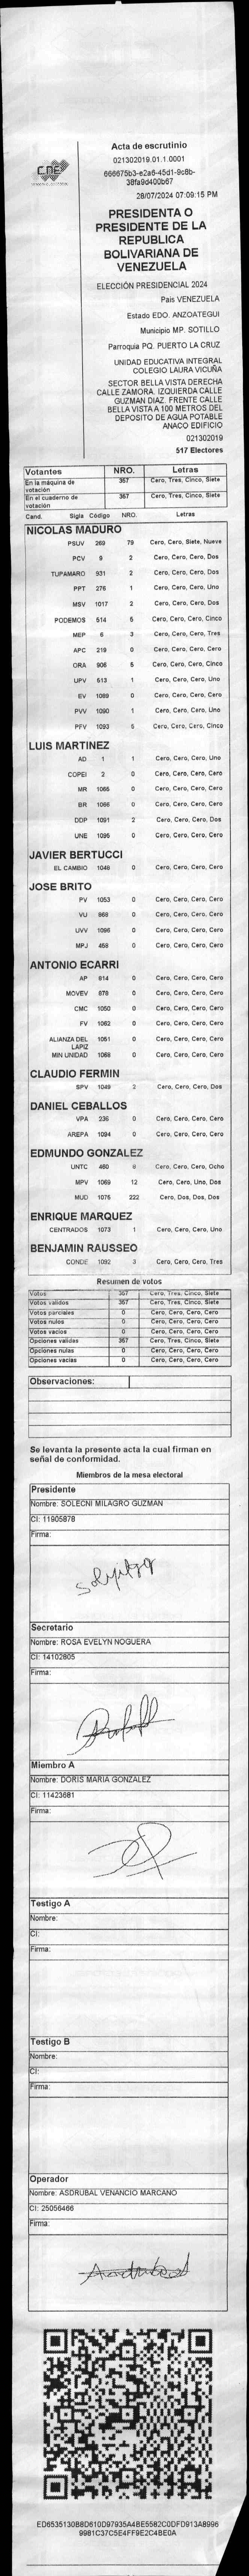 CNE
Acta de escrutinio
021302019.01.1.0001
666675b3-e2a6-45d1-9c8b-
38fa9d400b67
28/07/2024 07:09:15 PM
PRESIDENTA O
PRESIDENTE DE LA
REPUBLICA
BOLIVARIANA DE
VENEZUELA
ELECCIÓN PRESIDENCIAL 2024
Pais VENEZUELA
Estado EDO. ANZOATEGUI
Municipio MP. SOTILLO
Parroquia PQ. PUERTO LA CRUZ
UNIDAD EDUCATIVA INTEGRAL
COLEGIO LAURA VICUÑA
SECTOR BELLA VISTA DERECHA
CALLE ZAMORA. IZQUIERDA CALLE
GUZMAN DIAZ. FRENTE CALLE
BELLA VISTA A 100 METROS DEL
DEPOSITO DE AGUA POTABLE
ANACO EDIFICIO
021302019
517 Electores
Votantes NRO. Letras
En la máquina de votación 357 Cero, Tres, Cinco, Siete
En el cuaderno de votación 357 Cero, Tres, Cinco, Siete
Cand. Sigla Código NRO. Letras
NICOLAS MADURO
PSUV 269 79 Cero, Cero, Siete, Nueve
PCV 9 2 Cero, Cero, Cero, Dos
TUPAMARO 931 2 Cero, Cero, Cero, Dos
PPT 276 1 Cero, Cero, Cero, Uno
MSV 1017 2 Cero, Cero, Cero, Dos
PODEMOS 514 5 Cero, Cero, Cero, Cinco
MEP 6 3 Cero, Cero, Cero, Tres
APC 219 0 Cero, Cero, Cero, Cero
ORA 906 5 Cero, Cero, Cero, Cinco
UPV 513 1 Cero, Cero, Cero, Uno
EV 1089 0 Cero, Cero, Cero, Cero
PVV 1090 1 Cero, Cero, Cero, Uno
PFV 1093 5 Cero, Cero, Cero, Cinco
LUIS MARTINEZ
AD 1 1 Cero, Cero, Cero, Uno
COPEI 2 0 Cero, Cero, Cero, Cero
MR 1066 0 Cero, Cero, Cero, Cero
BR 1088 0 Cero, Cero, Cero, Cero
DDP 1091 2 Cero, Cero, Cero, Dos
UNE 1095 0 Cero, Cero, Cero, Cero
JAVIER BERTUCCI
EL CAMBIO 1048 0 Cero, Cero, Cero, Cero
JOSE BRITO
PV 1053 0 Cero, Cero, Cero, Cero
VU 868 0 Cero, Cero, Cero, Cero
UVV 1096 0 Cero, Cero, Cero, Cero
MPJ 458 0 Cero, Cero, Cero, Cero
ANTONIO ECARRI
AP 814 0 Cero, Cero, Cero, Cero
MOVEV 879 0 Cero, Cero, Cero, Cero
CMC 1050 0 Cero, Cero, Cero, Cero
FV 1062 0 Cero, Cero, Cero, Cero
ALIANZA DEL LAPIZ 1051 0 Cero, Cero, Cero, Cero
MIN UNIDAD 1068 0 Cero, Cero, Cero, Cero
CLAUDIO FERMIN
SPV 1049 2 Cero, Cero, Cero, Dos
DANIEL CEBALLOS
VPA 236 0 Cero, Cero, Cero, Cero
AREPA 1094 0 Cero, Cero, Cero, Cero
EDMUNDO GONZALEZ
UNTC 460 8 Cero, Cero, Cero, Ocho
MPV 1069 12 Cero, Cero, Uno, Dos
MUD 1076 222 Cero, Dos, Dos, Dos
ENRIQUE MARQUEZ
CENTRADOS 1073 1 Cero, Cero, Cero, Uno
BENJAMIN RAUSSEO
CONDE 1092 3 Cero, Cero, Cero, Tres
Resumen de votos
Votos 357 Cero, Tres, Cinco, Siete
Votos validos 357 Cero, Tres, Cinco, Siete
Votos parciales 0 Cero, Cero, Cero, Cero
Votos nulos 0 Cero, Cero, Cero, Cero
Votos vacios 0 Cero, Cero, Cero, Cero
Opciones validas 357 Cero, Tres, Cinco, Siete
Opciones nulas 0 Cero, Cero, Cero, Cero
Opciones vacias 0 Cero, Cero, Cero, Cero
Observaciones:
Se levanta la presente acta la cual firman en
señal de conformidad.
Miembros de la mesa electoral
Presidente
Nombre: SOLECNI MILAGRO GUZMAN
CI: 11905878
Firma:
Secretario
Nombre: ROSA EVELYN NOGUERA
CI: 14102605
Firma:
Miembro A
Nombre: DORIS MARIA GONZALEZ
CI: 11423681
Firma:
Testigo A
Nombre:
CI:
Firma:
Testigo B
Nombre:
CI:
Firma:
Operador
Nombre: ASDRUBAL VENANCIO MARCANO
CI: 25056466
Firma:
ED6535130B8D610D97935A4BE5582C0DFD913A8996
9981C37C5E4FF9E2C4BE0A